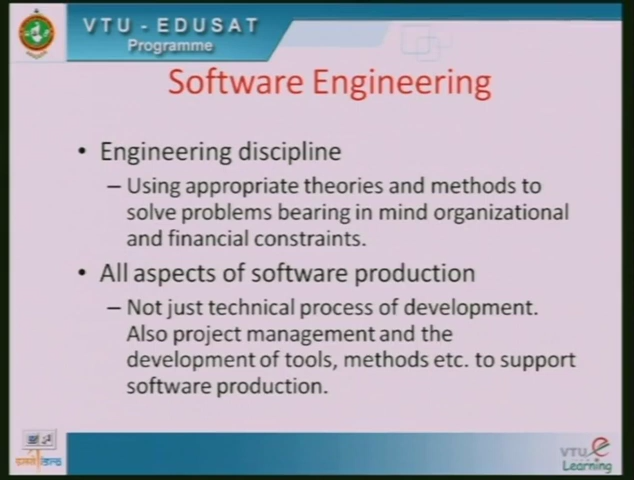 VTU - EDUSAT
Programme
Software Engineering
• Engineering discipline
– Using appropriate theories and methods to
solve problems bearing in mind organizational
and financial constraints.
• All aspects of software production
– Not just technical process of development.
Also project management and the
development of tools, methods etc. to support
software production.
VTU e
Learning